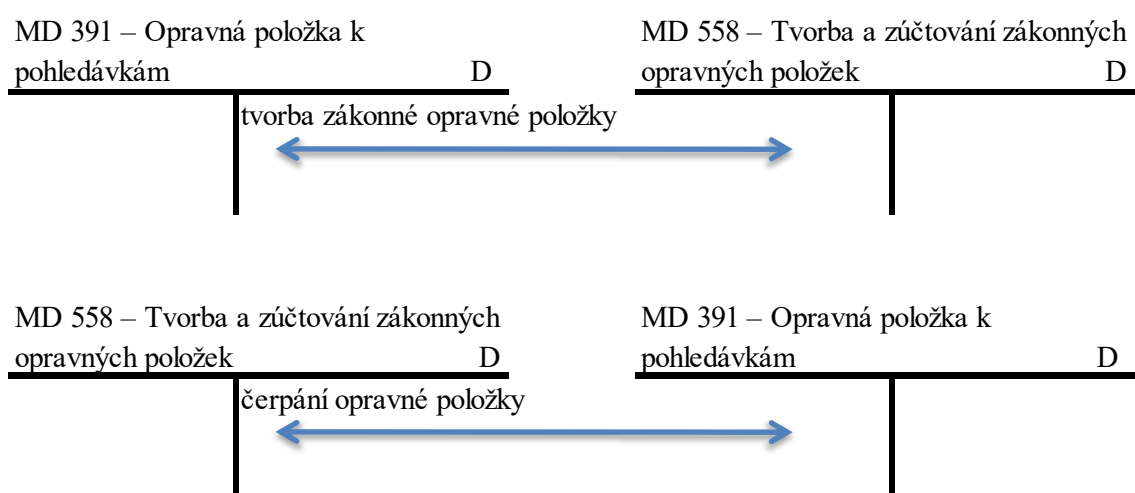 MD 391 – Opravná položka k
pohledávkám D
MD 558 – Tvorba a zúčtování zákonných
opravných položek D
tvorba zákonné opravné položky
MD 558 – Tvorba a zúčtování zákonných
opravných položek D
MD 391 – Opravná položka k
pohledávkám D
čerpání opravné položky